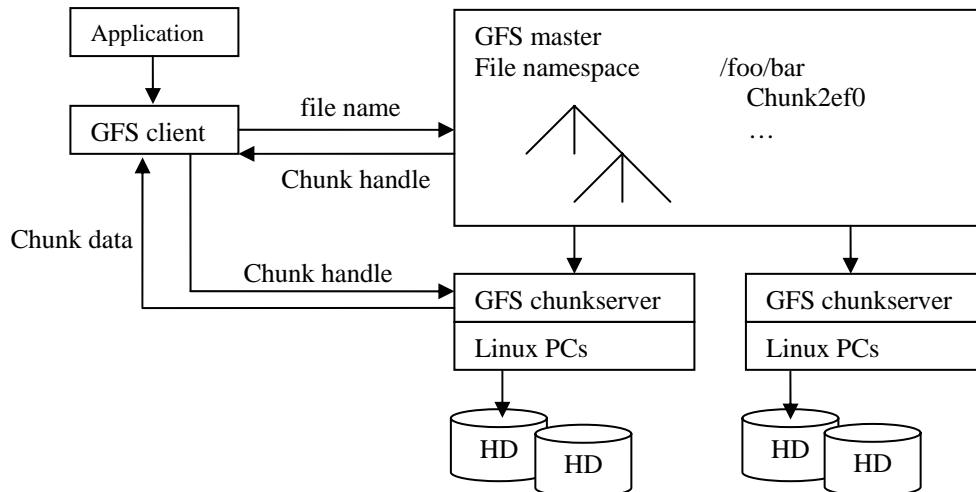 Application
GFS master
File namespace
/foo/bar
Chunk2ef0
…
GFS client
file name
Chunk handle
Chunk data
Chunk handle
GFS chunkserver
Linux PCs
HD
HD
GFS chunkserver
Linux PCs
HD
HD